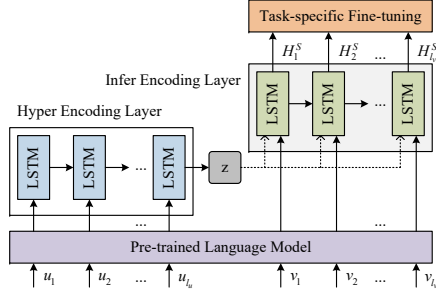 Task-specific Fine-tuning
H_1^S H_2^S ... H_{l_v}^S
Infer Encoding Layer
LSTM LSTM ... LSTM
Hyper Encoding Layer
LSTM LSTM ... LSTM
z
... ...
Pre-trained Language Model
u_1 u_2 ... u_{l_u} v_1 v_2 ... v_{l_v}